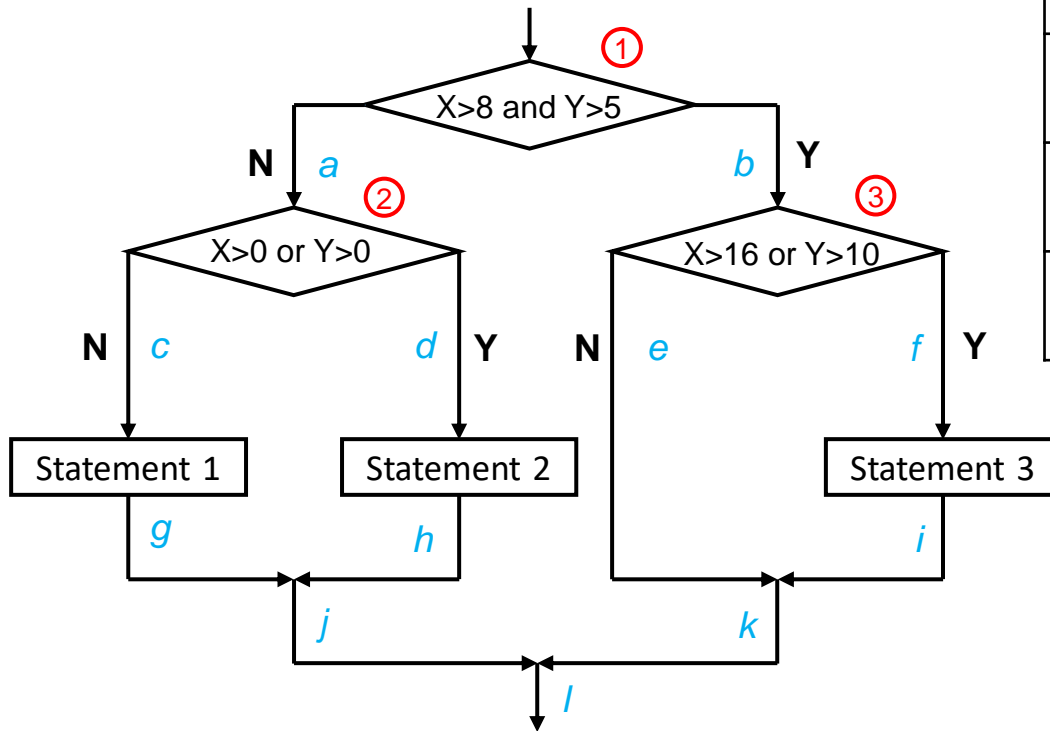 1
X>8 and Y>5
N
a
b
Y
2
3
X>0 or Y>0
X>16 or Y>10
N
c
d
Y
N
e
f
Y
Statement 1
Statement 2
Statement 3
g
h
i
j
k
l